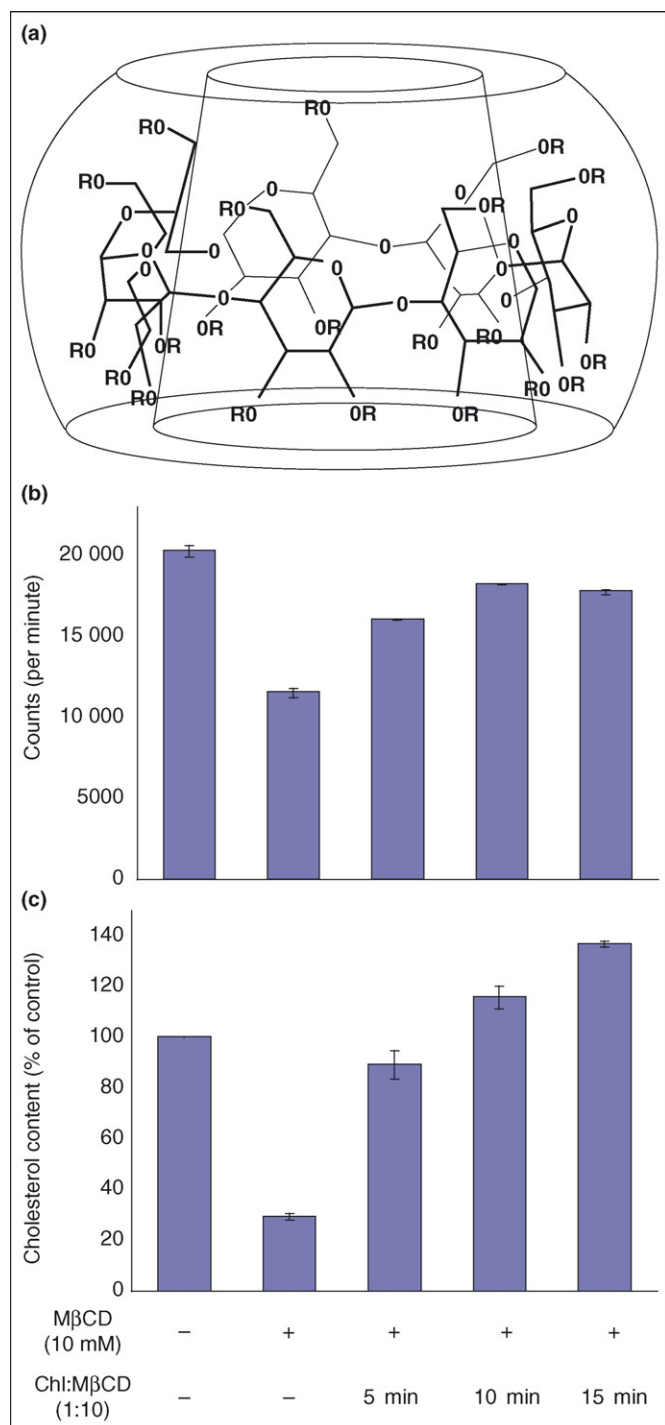 (a)
R0
0R
R0 0R
0 0
0 R0 0R
0
0 0 0 0
0 0 0
0 0 0
0R 0R
R0 0R R0 R0
0R
R0 0R
R0 R0
R0 0R 0R
(b)
Counts (per minute)
20 000
15 000
10 000
5000
0
(c)
Cholesterol content (% of control)
140
120
100
80
60
40
20
0
MβCD
(10 mM)
– + + + +
Chl:MβCD
(1:10)
– – 5 min 10 min 15 min